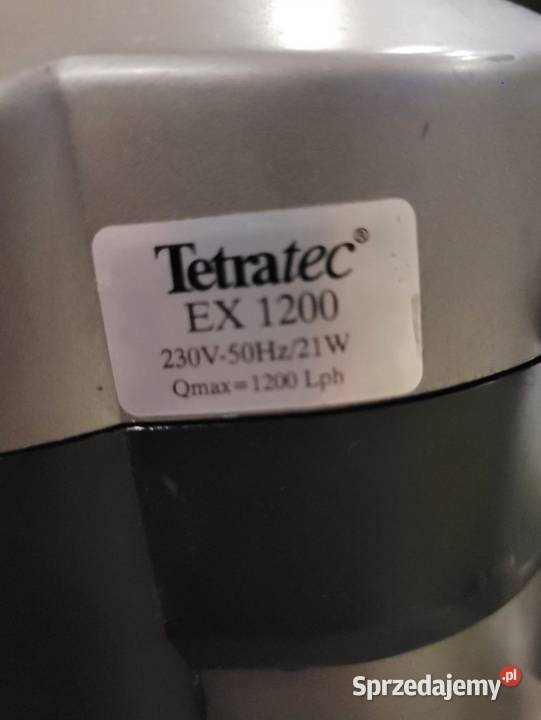 Tetratec®
EX 1200
230V-50Hz/21W
Qmax=1200 Lph
Sprzedajemy.pl